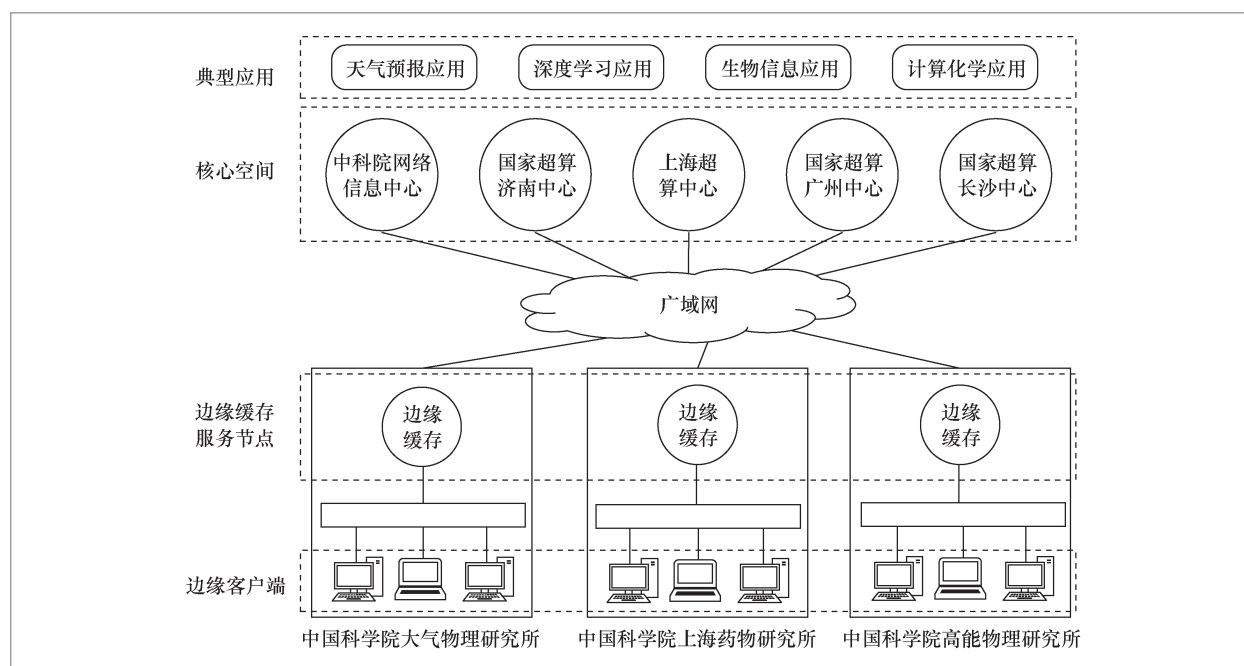 典型应用
天气预报应用
深度学习应用
生物信息应用
计算化学应用
核心空间
中科院网络
信息中心
国家超算
济南中心
上海超
算中心
国家超算
广州中心
国家超算
长沙中心
广域网
边缘缓存
服务节点
边缘
缓存
边缘
缓存
边缘
缓存
边缘客户端
中国科学院大气物理研究所
中国科学院上海药物研究所
中国科学院高能物理研究所